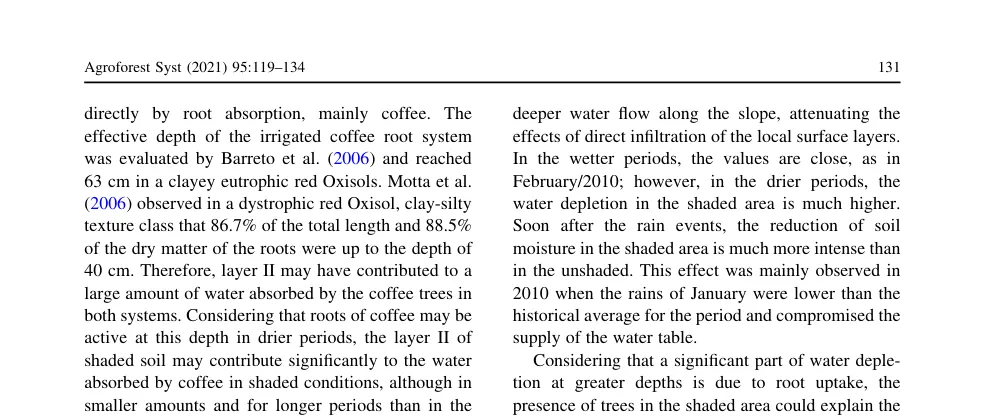 Agroforest Syst (2021) 95:119–134
131
directly by root absorption, mainly coffee. The
effective depth of the irrigated coffee root system
was evaluated by Barreto et al. (2006) and reached
63 cm in a clayey eutrophic red Oxisols. Motta et al.
(2006) observed in a dystrophic red Oxisol, clay-silty
texture class that 86.7% of the total length and 88.5%
of the dry matter of the roots were up to the depth of
40 cm. Therefore, layer II may have contributed to a
large amount of water absorbed by the coffee trees in
both systems. Considering that roots of coffee may be
active at this depth in drier periods, the layer II of
shaded soil may contribute significantly to the water
absorbed by coffee in shaded conditions, although in
smaller amounts and for longer periods than in the
deeper water flow along the slope, attenuating the
effects of direct infiltration of the local surface layers.
In the wetter periods, the values are close, as in
February/2010; however, in the drier periods, the
water depletion in the shaded area is much higher.
Soon after the rain events, the reduction of soil
moisture in the shaded area is much more intense than
in the unshaded. This effect was mainly observed in
2010 when the rains of January were lower than the
historical average for the period and compromised the
supply of the water table.
Considering that a significant part of water deple-
tion at greater depths is due to root uptake, the
presence of trees in the shaded area could explain the